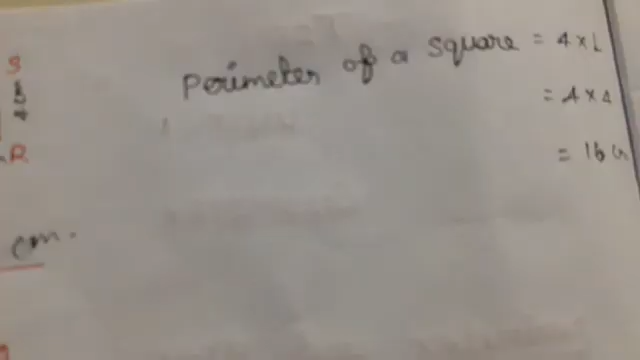 Perimeter of a square = 4 × L
= 4 × 4
= 16
S
R
cm.